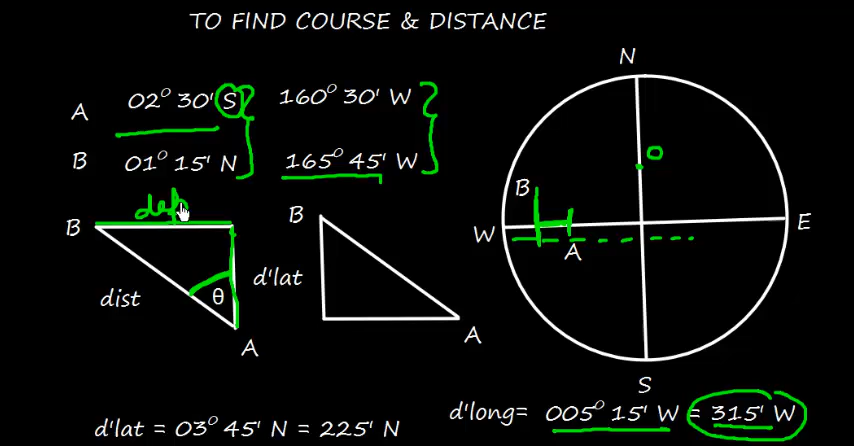 TO FIND COURSE & DISTANCE
N
A 02° 30' S 160° 30' W
B 01° 15' N 165° 45' W
O
B
dep
B
B
W
E
A
dist
θ
d'lat
A
A
S
d'long= 005° 15' W = 315' W
d'lat = 03° 45' N = 225' N